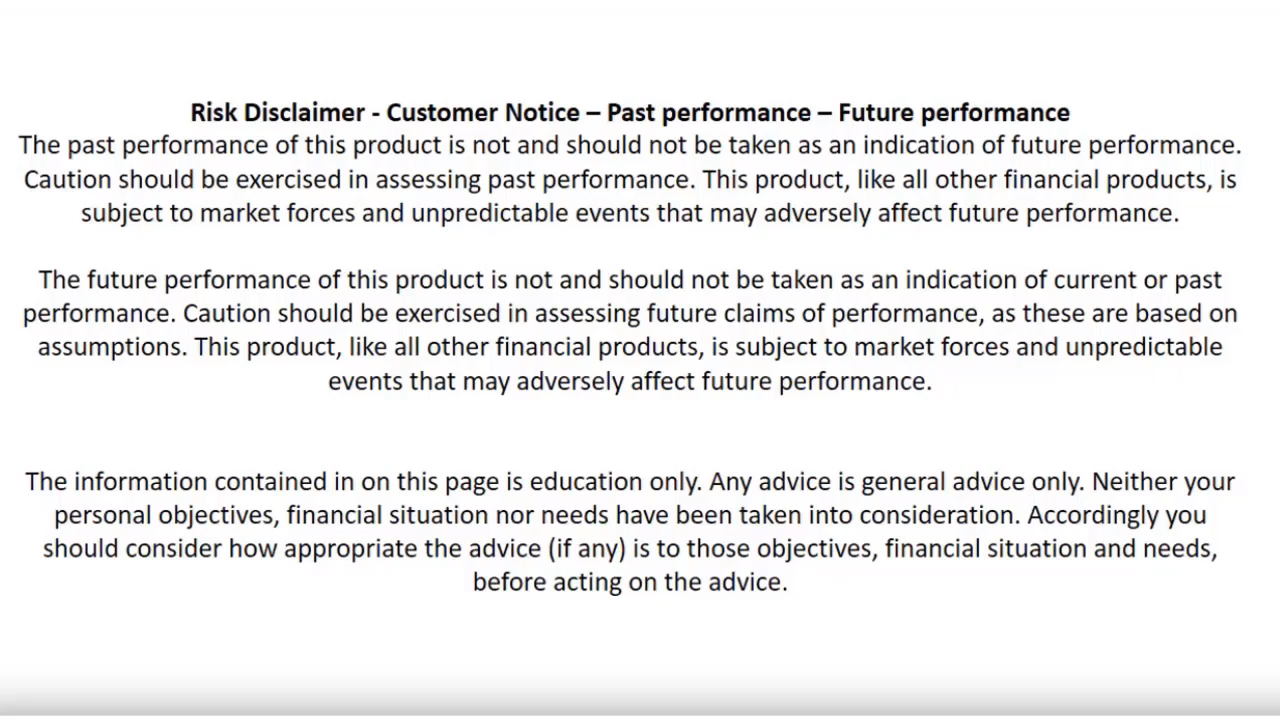 Risk Disclaimer - Customer Notice – Past performance – Future performance
The past performance of this product is not and should not be taken as an indication of future performance.
Caution should be exercised in assessing past performance. This product, like all other financial products, is
subject to market forces and unpredictable events that may adversely affect future performance.
The future performance of this product is not and should not be taken as an indication of current or past
performance. Caution should be exercised in assessing future claims of performance, as these are based on
assumptions. This product, like all other financial products, is subject to market forces and unpredictable
events that may adversely affect future performance.
The information contained in on this page is education only. Any advice is general advice only. Neither your
personal objectives, financial situation nor needs have been taken into consideration. Accordingly you
should consider how appropriate the advice (if any) is to those objectives, financial situation and needs,
before acting on the advice.